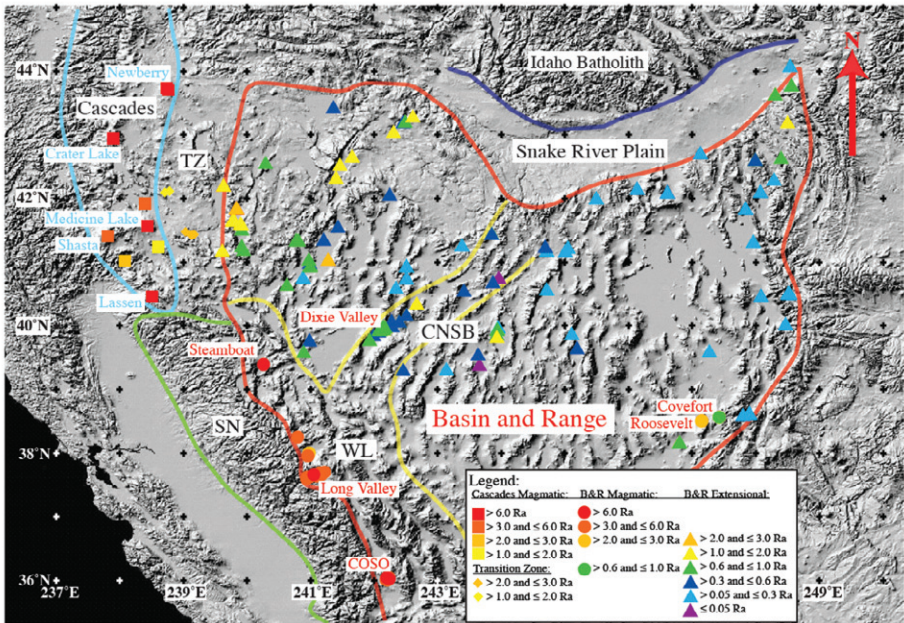 N
44°N
Newberry
Idaho Batholith
Cascades
Crater Lake
TZ
Snake River Plain
42°N
Medicine Lake
Shasta
Lassen
40°N
Dixie Valley
CNSB
Steamboat
Basin and Range
Covefort
Roosevelt
SN
WL
38°N
Long Valley
COSO
36°N
237°E
239°E
241°E
243°E
249°E
Legend:
Cascades Magmatic:
> 6.0 Ra
> 3.0 and ≤ 6.0 Ra
> 2.0 and ≤ 3.0 Ra
> 1.0 and ≤ 2.0 Ra
Transition Zone:
> 2.0 and ≤ 3.0 Ra
> 1.0 and ≤ 2.0 Ra
B&R Magmatic:
> 6.0 Ra
> 3.0 and ≤ 6.0 Ra
> 2.0 and ≤ 3.0 Ra
> 0.6 and ≤ 1.0 Ra
B&R Extensional:
> 2.0 and ≤ 3.0 Ra
> 1.0 and ≤ 2.0 Ra
> 0.6 and ≤ 1.0 Ra
> 0.3 and ≤ 0.6 Ra
> 0.05 and ≤ 0.3 Ra
≤ 0.05 Ra